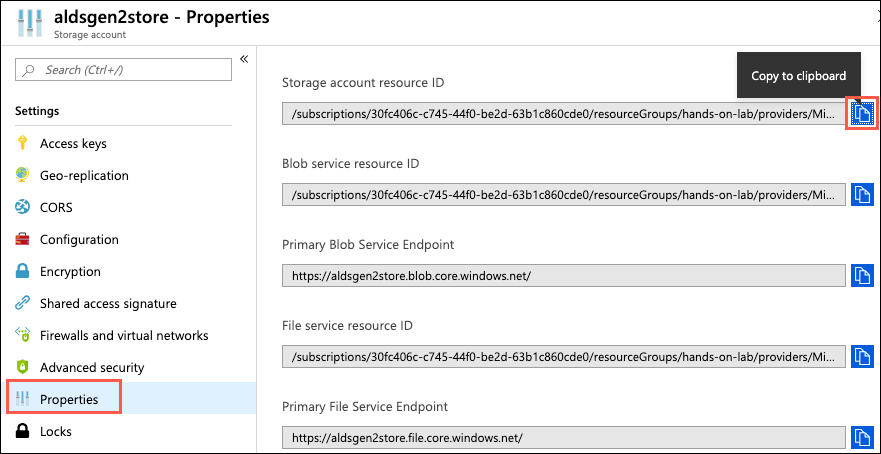 aldsgen2store - Properties
Storage account
«
Search (Ctrl+/)
Settings
Access keys
Geo-replication
CORS
Configuration
Encryption
Shared access signature
Firewalls and virtual networks
Advanced security
Properties
Locks
Copy to clipboard
Storage account resource ID
/subscriptions/30fc406c-c745-44f0-be2d-63b1c860cde0/resourceGroups/hands-on-lab/providers/Mi...
Blob service resource ID
/subscriptions/30fc406c-c745-44f0-be2d-63b1c860cde0/resourceGroups/hands-on-lab/providers/Mi...
Primary Blob Service Endpoint
https://aldsgen2store.blob.core.windows.net/
File service resource ID
/subscriptions/30fc406c-c745-44f0-be2d-63b1c860cde0/resourceGroups/hands-on-lab/providers/Mi...
Primary File Service Endpoint
https://aldsgen2store.file.core.windows.net/